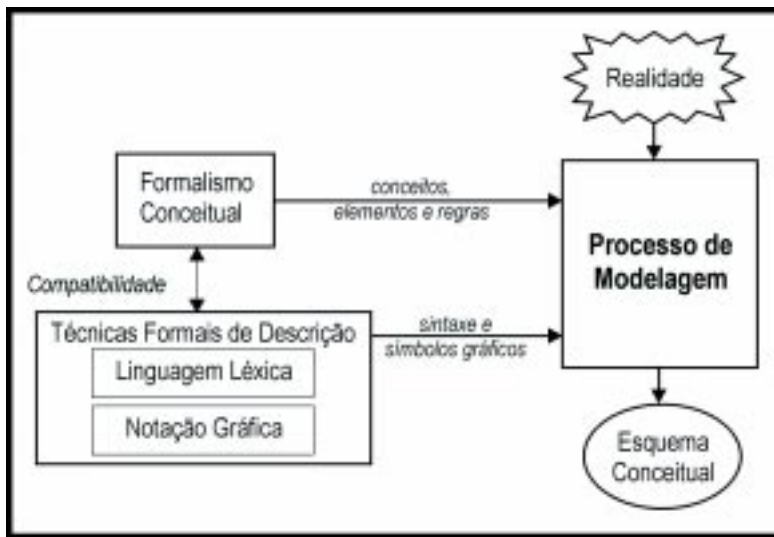 Realidade
Formalismo
Conceitual
conceitos,
elementos e regras
Processo de
Modelagem
Compatibilidade
Técnicas Formais de Descrição
Linguagem Léxica
Notação Gráfica
sintaxe e
símbolos gráficos
Esquema
Conceitual